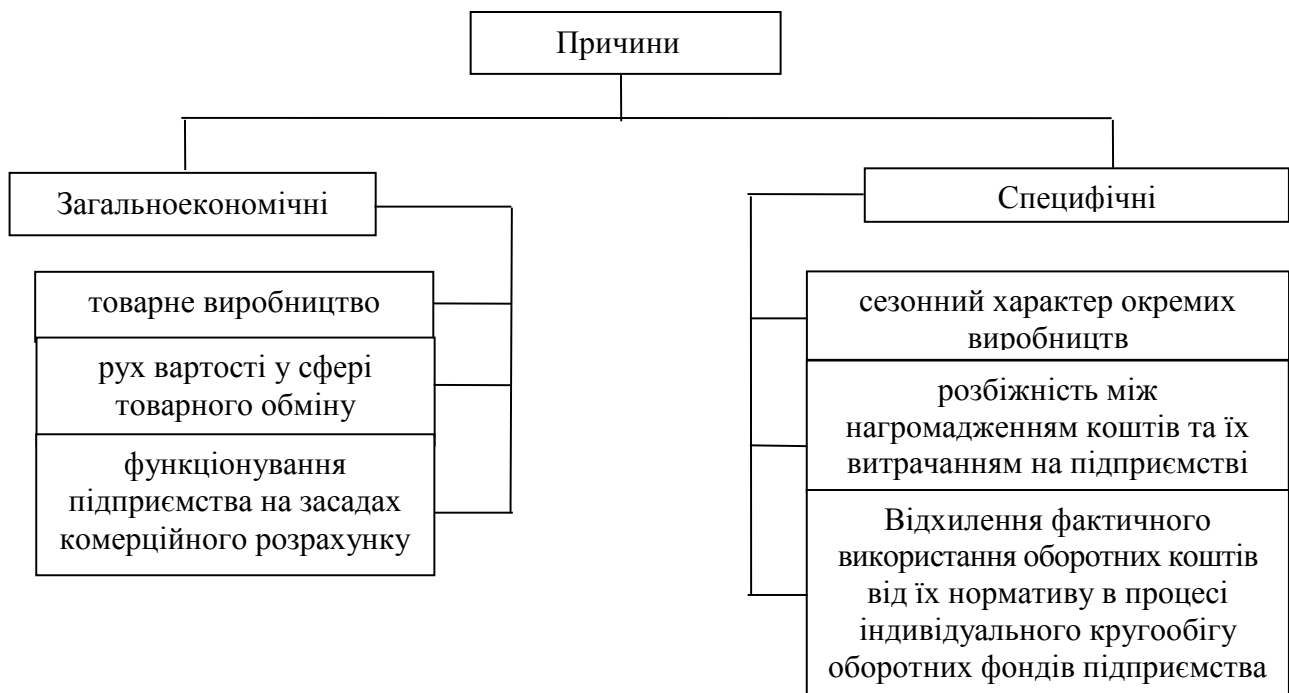 Причини
Загальноекономічні
товарне виробництво
рух вартості у сфері
товарного обміну
функціонування
підприємства на засадах
комерційного розрахунку
Специфічні
сезонний характер окремих
виробництв
розбіжність між
нагромадженням коштів та їх
витрачанням на підприємстві
Відхилення фактичного
використання оборотних коштів
від їх нормативу в процесі
індивідуального кругообігу
оборотних фондів підприємства